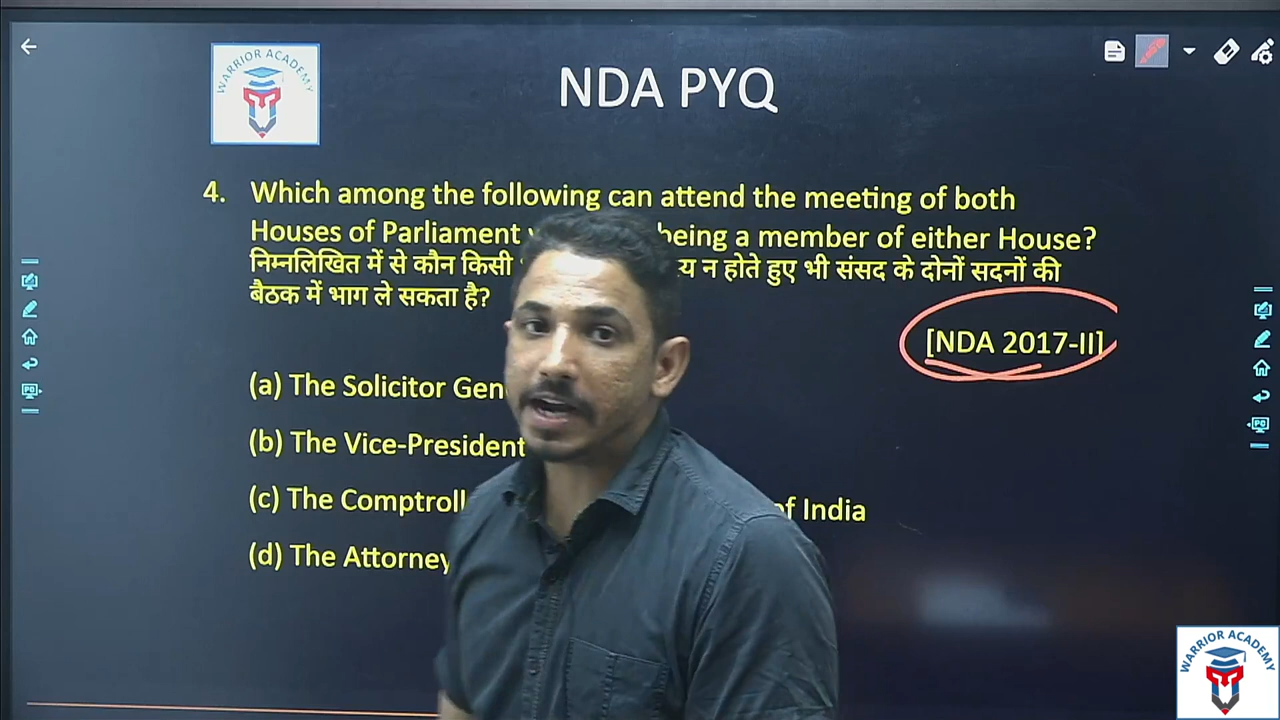 WARRIOR ACADEMY
NDA PYQ
4. Which among the following can attend the meeting of both
Houses of Parliament being a member of either House?
निम्नलिखित में से कौन किसी न होते हुए भी संसद के दोनों सदनों की
बैठक में भाग ले सकता है?
[NDA 2017-II]
(a) The Solicitor
(b) The Vice-President
(c) The of India
(d) The Attorney
WARRIOR ACADEMY